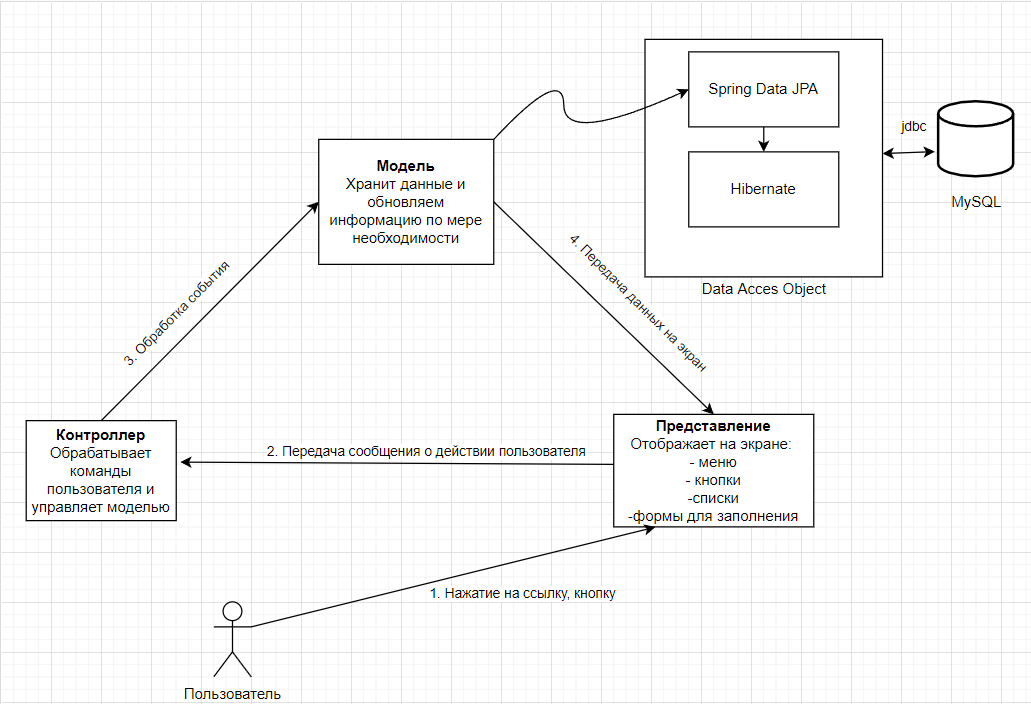 Spring Data JPA
jdbc
Hibernate
MySQL
Data Acces Object
Модель
Хранит данные и
обновляем
информацию по мере
необходимости
3. Обработка события
4. Передача данных на экран
Контроллер
Обрабатывает
команды
пользователя и
управляет моделью
2. Передача сообщения о действии пользователя
Представление
Отображает на экране:
- меню
- кнопки
-списки
-формы для заполнения
1. Нажатие на ссылку, кнопку
Пользователь